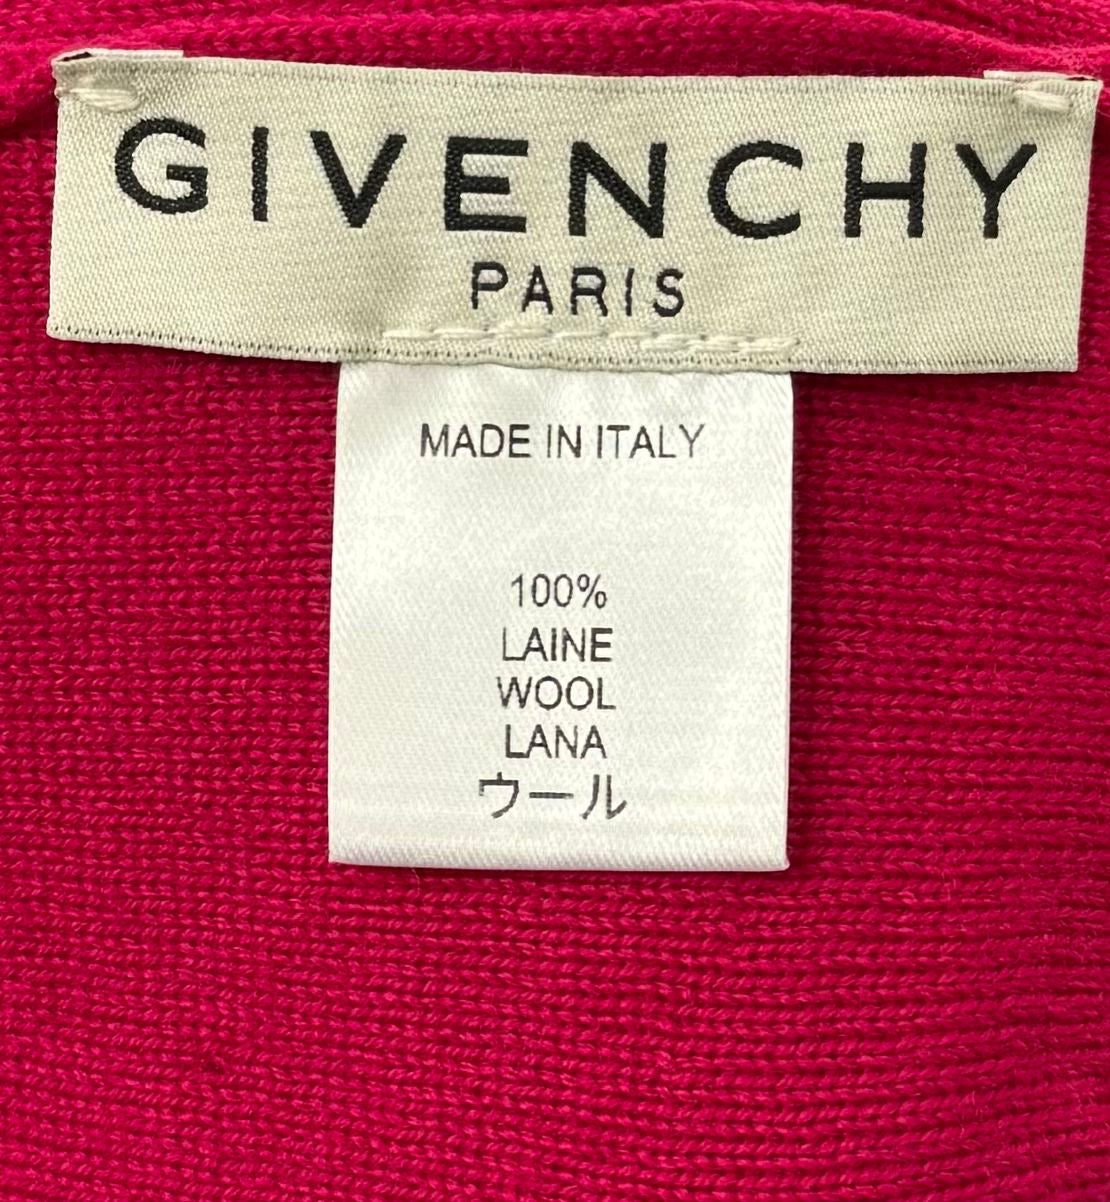 GIVENCHY
PARIS
MADE IN ITALY
100%
LAINE
WOOL
LANA
ウール